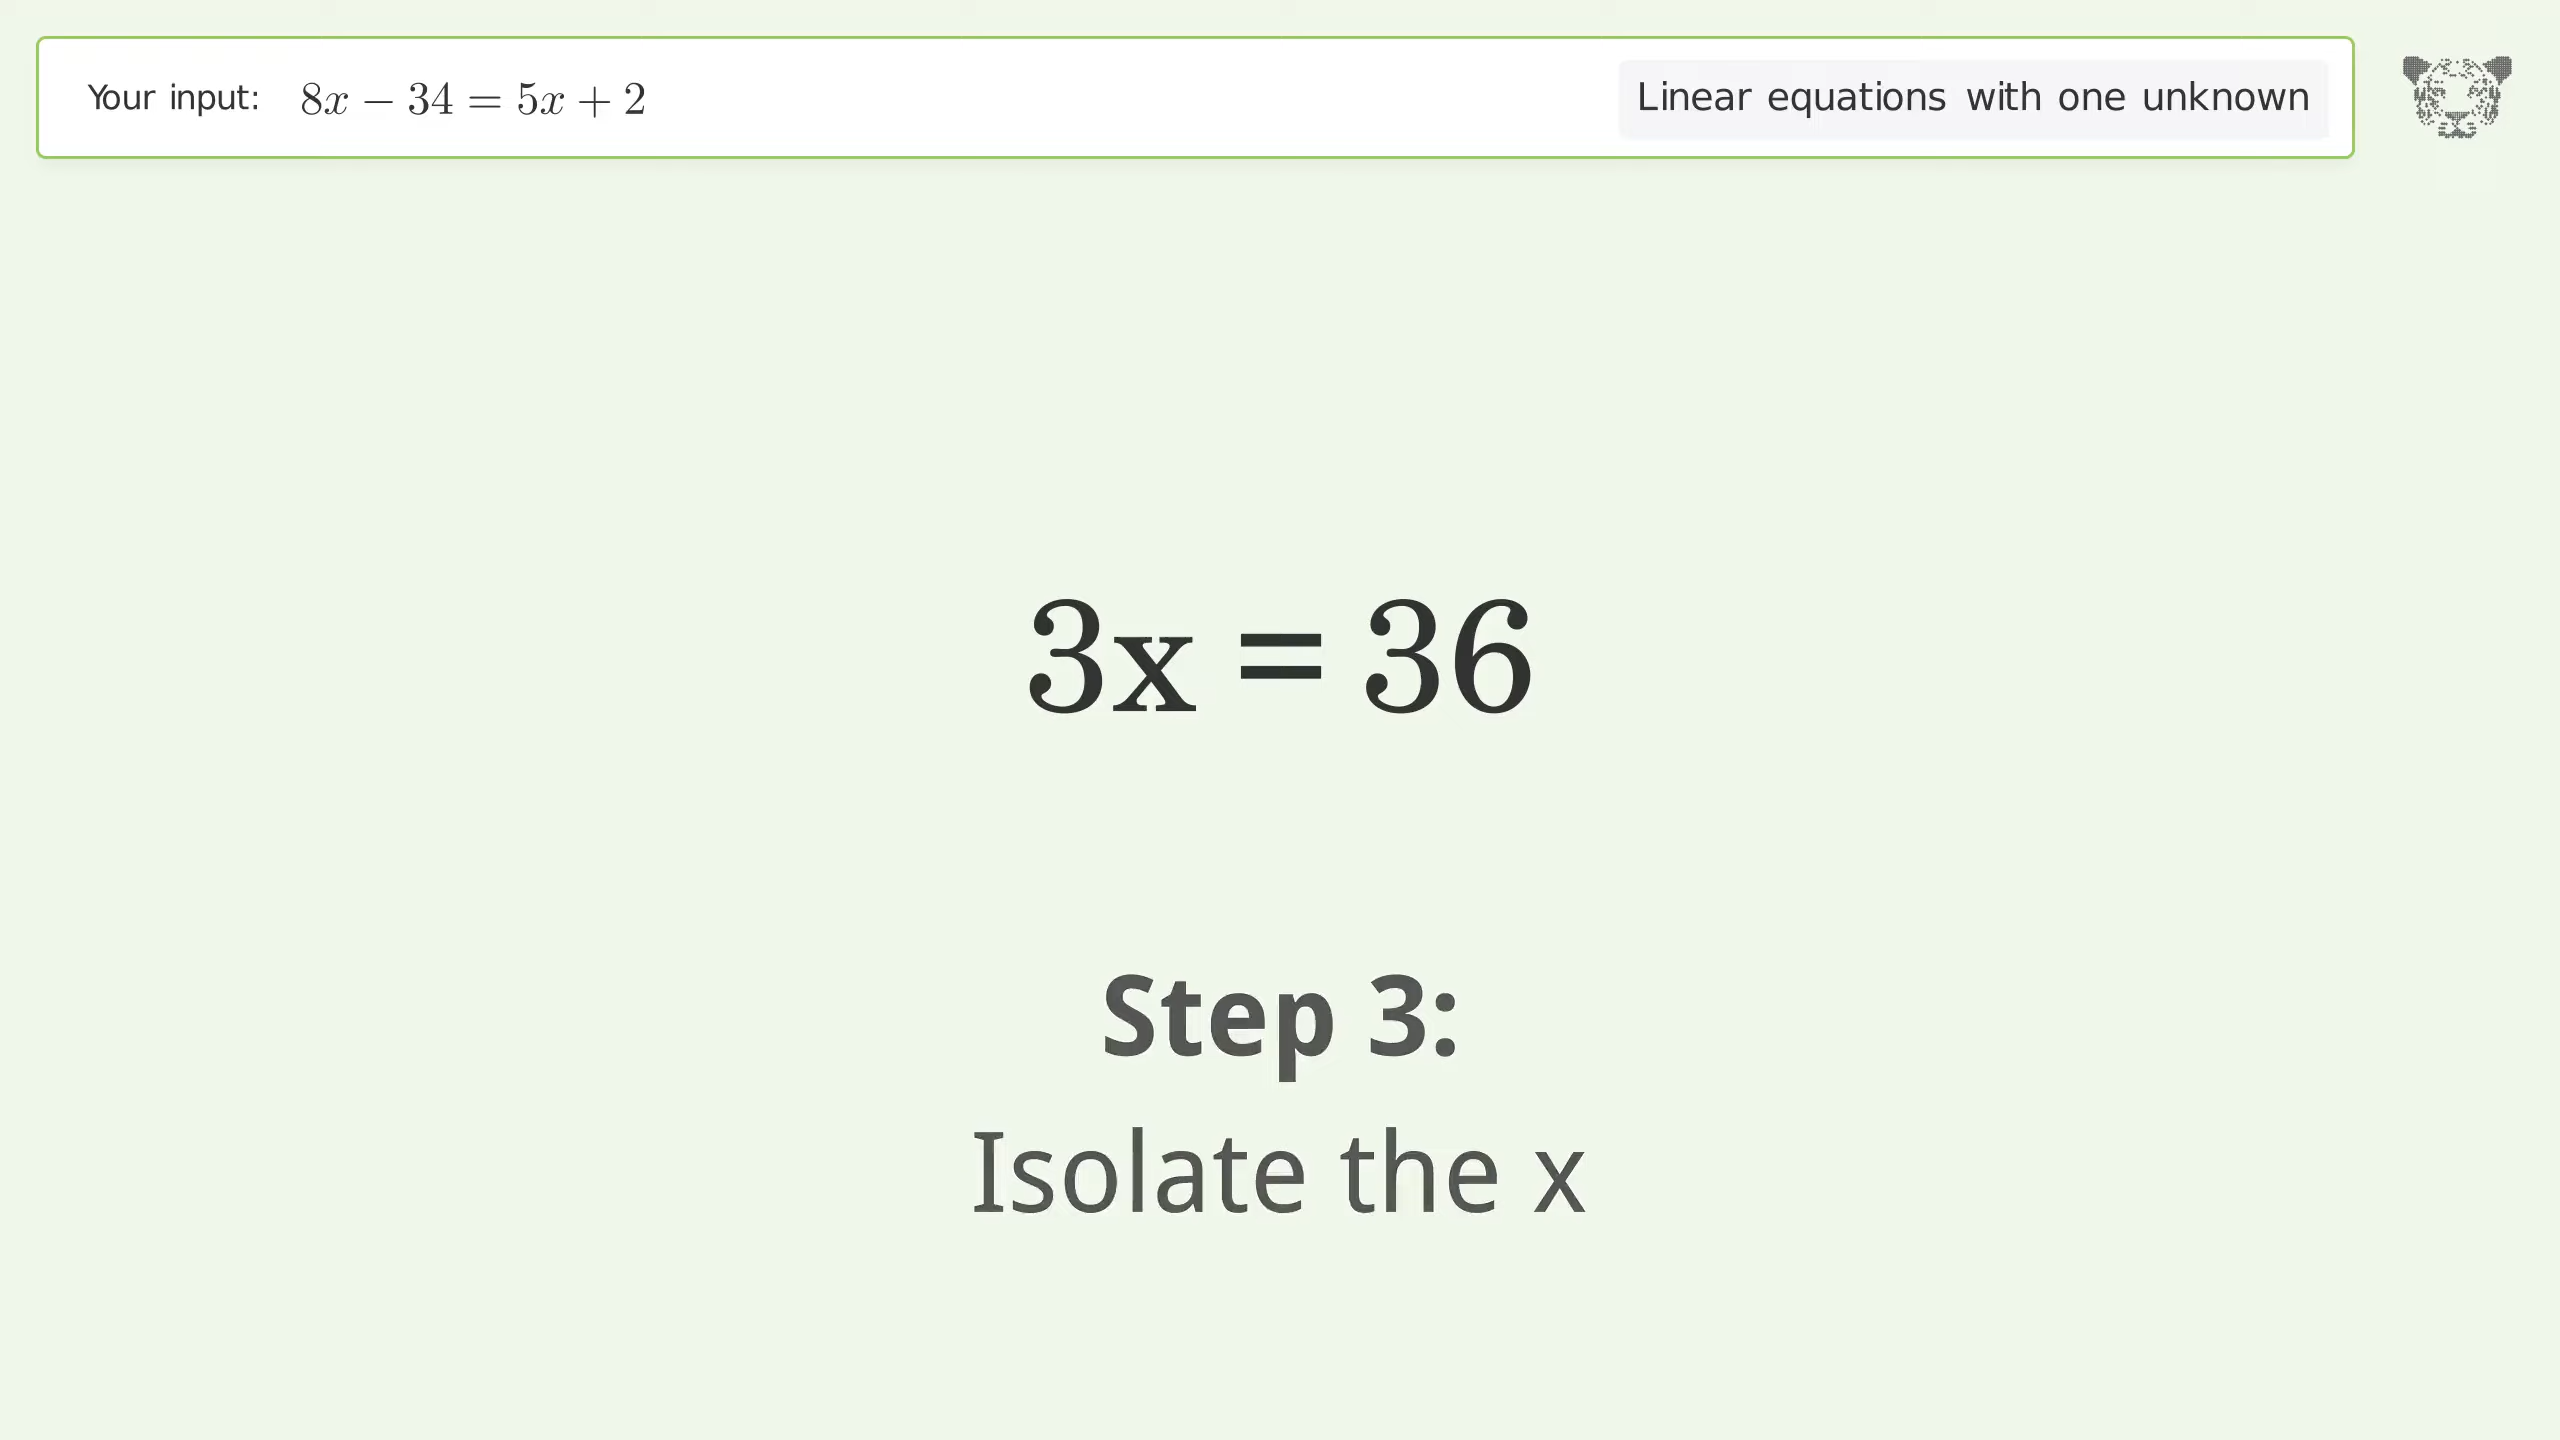 Your input: 8x − 34 = 5x + 2
Linear equations with one unknown
3x = 36
Step 3:
Isolate the x